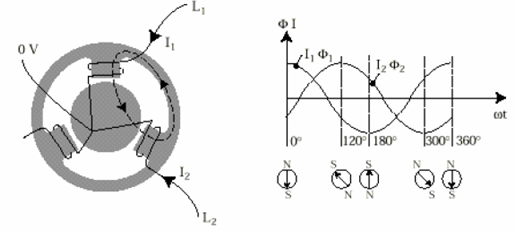 L₁
I₁
0 V
I₂
L₂
Φ I
I₁ Φ₁
I₂ Φ₂
ωt
0° 120° 180° 300° 360°
N S S N S
S N N S N S